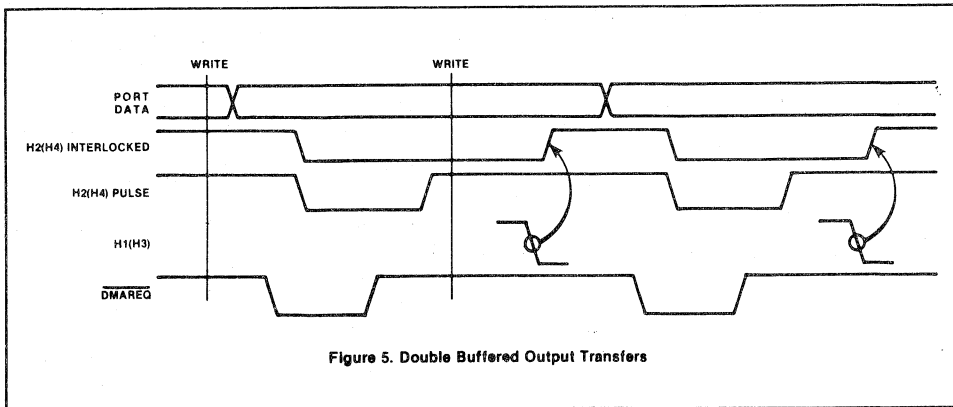 WRITE WRITE
PORT
DATA
H2(H4) INTERLOCKED
H2(H4) PULSE
H1(H3)
DMAREQ
Figure 5. Double Buffered Output Transfers